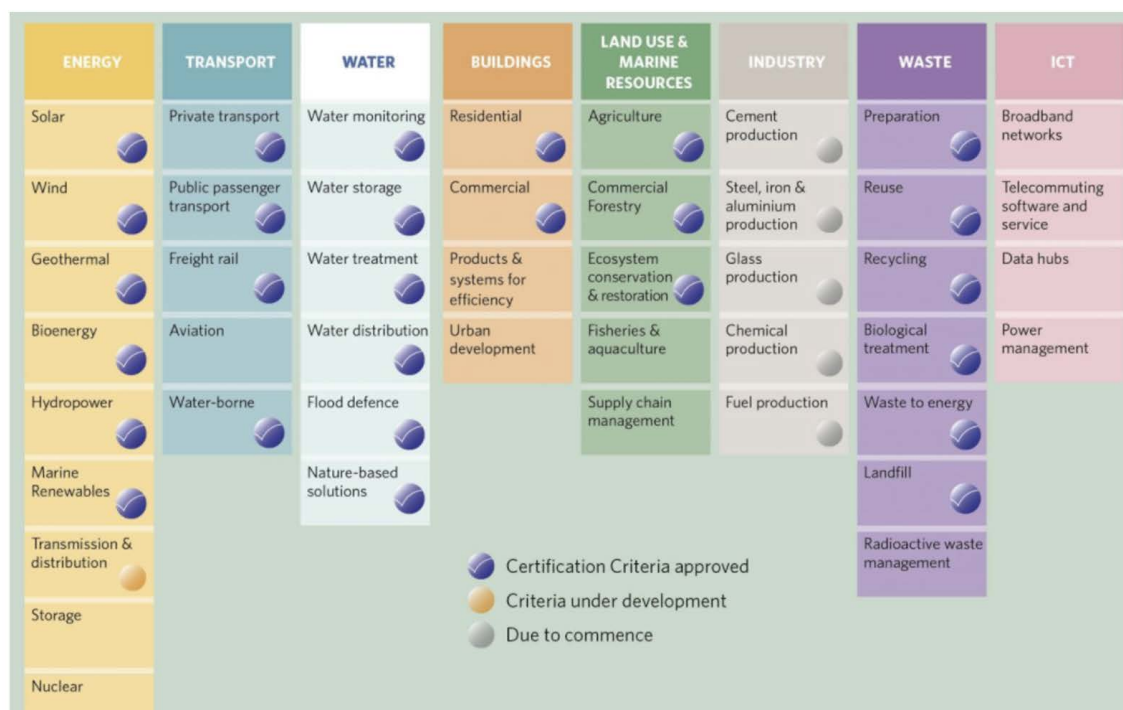 ENERGY
Solar
Wind
Geothermal
Bioenergy
Hydropower
Marine
Renewables
Transmission &
distribution
Storage
Nuclear
TRANSPORT
Private transport
Public passenger
transport
Freight rail
Aviation
Water-borne
WATER
Water monitoring
Water storage
Water treatment
Water distribution
Flood defence
Nature-based
solutions
BUILDINGS
Residential
Commercial
Products &
systems for
efficiency
Urban
development
LAND USE &
MARINE
RESOURCES
Agriculture
Commercial
Forestry
Ecosystem
conservation
& restoration
Fisheries &
aquaculture
Supply chain
management
INDUSTRY
Cement
production
Steel, iron &
aluminium
production
Glass
production
Chemical
production
Fuel production
WASTE
Preparation
Reuse
Recycling
Biological
treatment
Waste to energy
Landfill
Radioactive waste
management
ICT
Broadband
networks
Telecommuting
software and
service
Data hubs
Power
management
Certification Criteria approved
Criteria under development
Due to commence